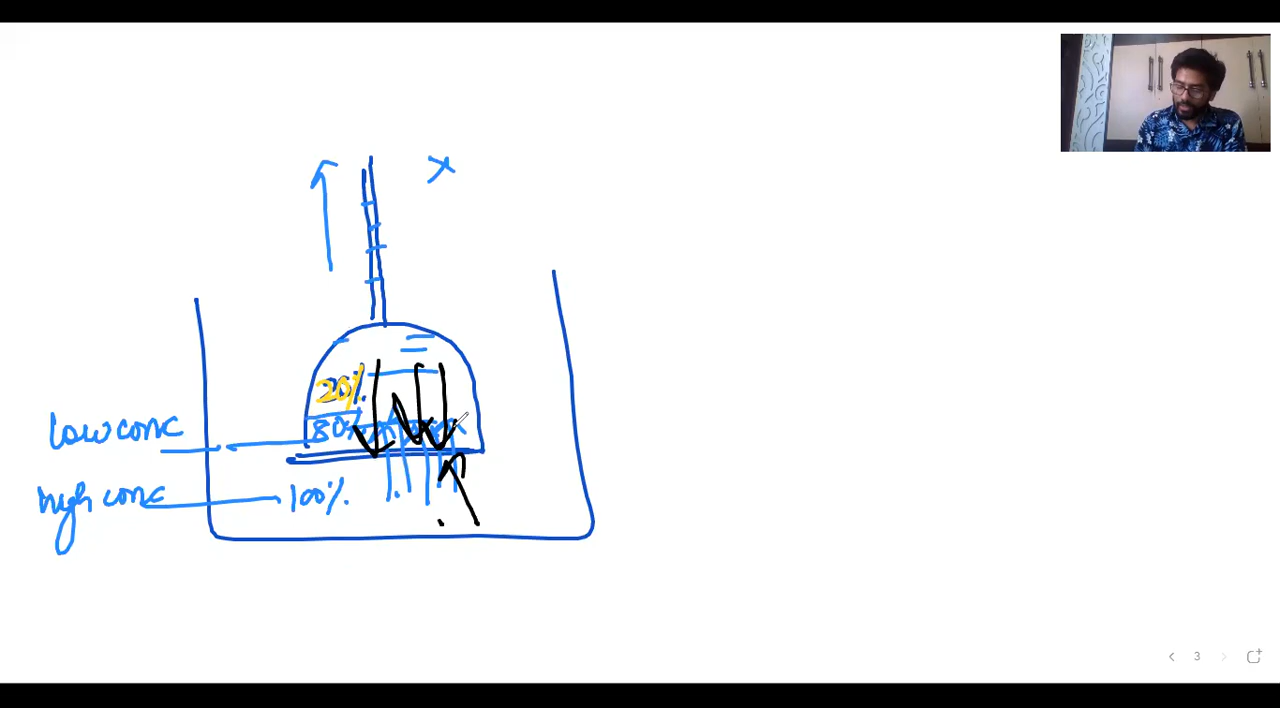 x
20%.
80%
low conc
high conc
100%.
3